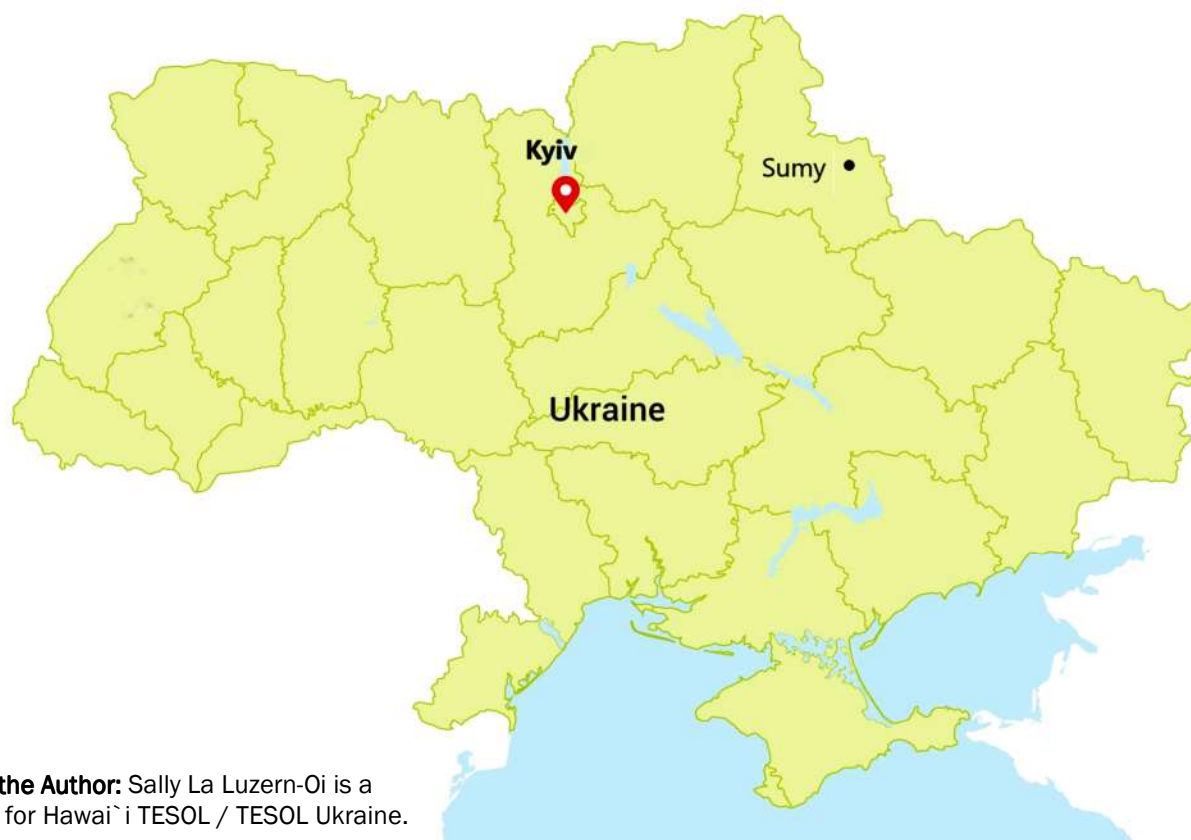 Kyiv
Sumy
Ukraine
the Author: Sally La Luzern-Oi is a
for Hawai`i TESOL / TESOL Ukraine.